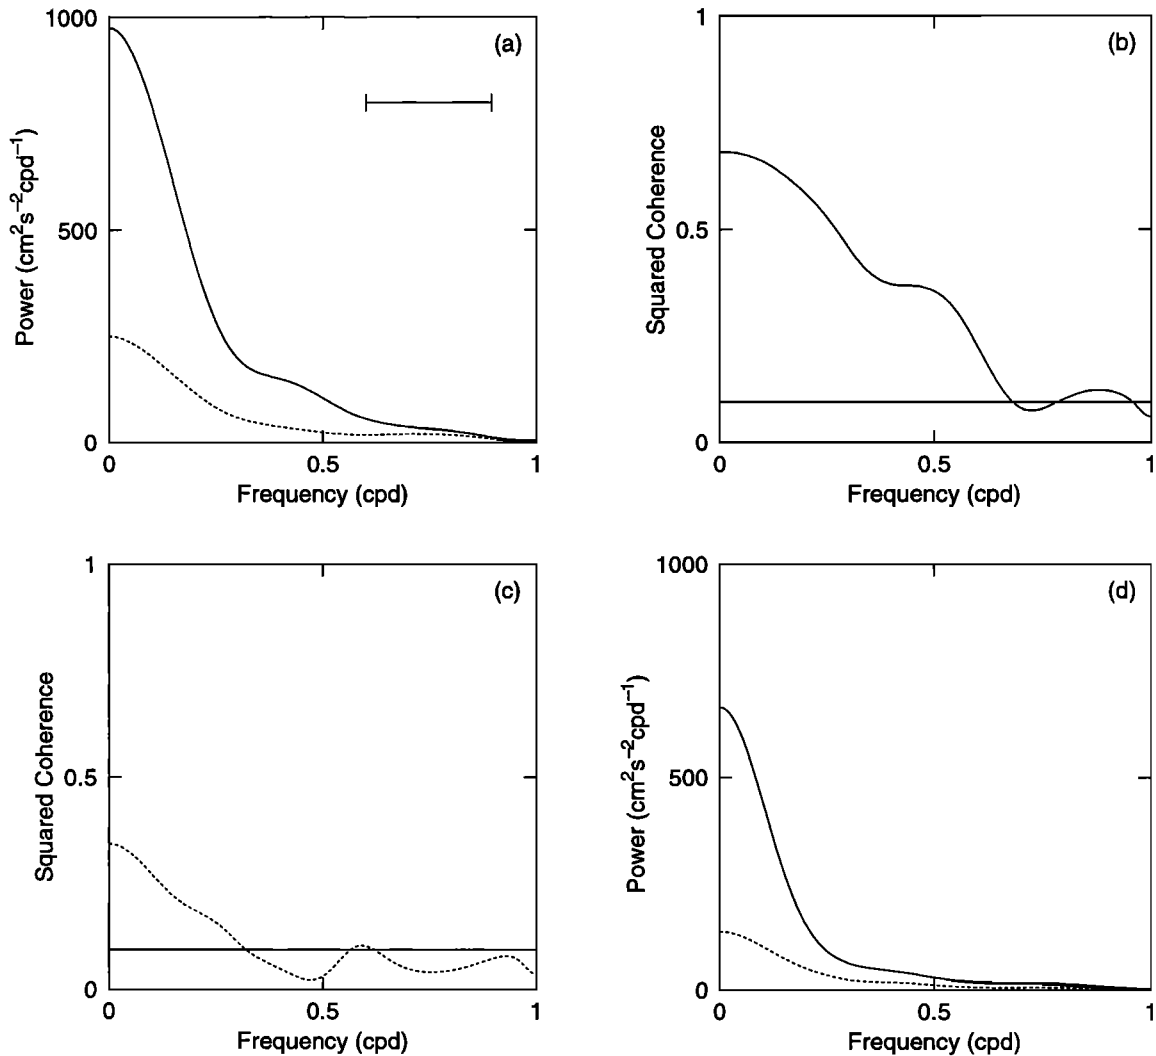 1000
(a)
500
0
0
0.5
1
Power (cm²s⁻²cpd⁻¹)
Frequency (cpd)
1
(b)
0.5
0
0
0.5
1
Squared Coherence
Frequency (cpd)
1
(c)
0.5
0
0
0.5
1
Squared Coherence
Frequency (cpd)
1000
(d)
500
0
0
0.5
1
Power (cm²s⁻²cpd⁻¹)
Frequency (cpd)